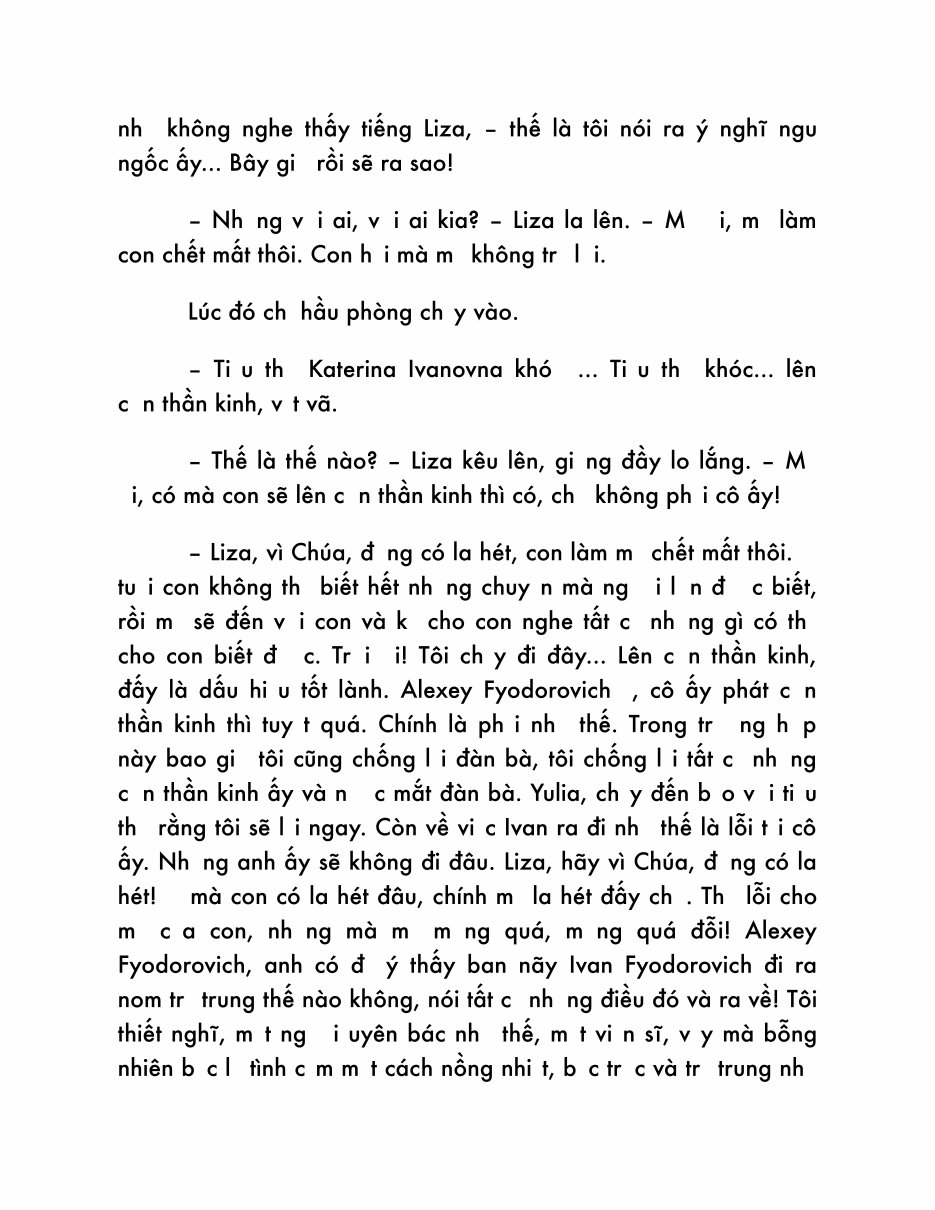 nh  không nghe thấy tiếng Liza, – thế là tôi nói ra ý nghĩ ngu
ngốc ấy... Bây gi  rồi sẽ ra sao!
– Nh ng v i ai, v i ai kia? – Liza la lên. – M   i, m  làm
con chết mất thôi. Con h i mà m  không tr  l i.
Lúc đó ch  hầu phòng ch y vào.
– Ti u th  Katerina Ivanovna khó  ... Ti u th  khóc... lên
c n thần kinh, v t vã.
– Thế là thế nào? – Liza kêu lên, gi ng đầy lo lắng. – M
 i, có mà con sẽ lên c n thần kinh thì có, ch  không ph i cô ấy!
– Liza, vì Chúa, đ ng có la hét, con làm m  chết mất thôi.
tu i con không th  biết hết nh ng chuy n mà ng  i l n đ  c biết,
rồi m  sẽ đến v i con và k  cho con nghe tất c  nh ng gì có th
cho con biết đ  c. Tr i  i! Tôi ch y đi đây... Lên c n thần kinh,
đấy là dấu hi u tốt lành. Alexey Fyodorovich  , cô ấy phát c n
thần kinh thì tuy t quá. Chính là ph i nh  thế. Trong tr  ng h p
này bao gi  tôi cũng chống l i đàn bà, tôi chống l i tất c  nh ng
c n thần kinh ấy và n  c mắt đàn bà. Yulia, ch y đến b o v i ti u
th  rằng tôi sẽ l i ngay. Còn về vi c Ivan ra đi nh  thế là lỗi t i cô
ấy. Nh ng anh ấy sẽ không đi đâu. Liza, hãy vì Chúa, đ ng có la
hét!   mà con có la hét đâu, chính m  la hét đấy ch . Th  lỗi cho
m  c a con, nh ng mà m  m ng quá, m ng quá đỗi! Alexey
Fyodorovich, anh có đ  ý thấy ban nãy Ivan Fyodorovich đi ra
nom tr  trung thế nào không, nói tất c  nh ng điều đó và ra về! Tôi
thiết nghĩ, m t ng  i uyên bác nh  thế, m t vi n sĩ, v y mà bỗng
nhiên b c l  tình c m m t cách nồng nhi t, b c tr c và tr  trung nh